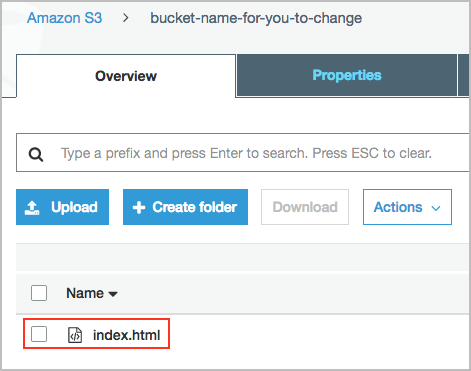 Amazon S3 > bucket-name-for-you-to-change
Overview Properties
Type a prefix and press Enter to search. Press ESC to clear.
Upload + Create folder Download Actions
Name
index.html